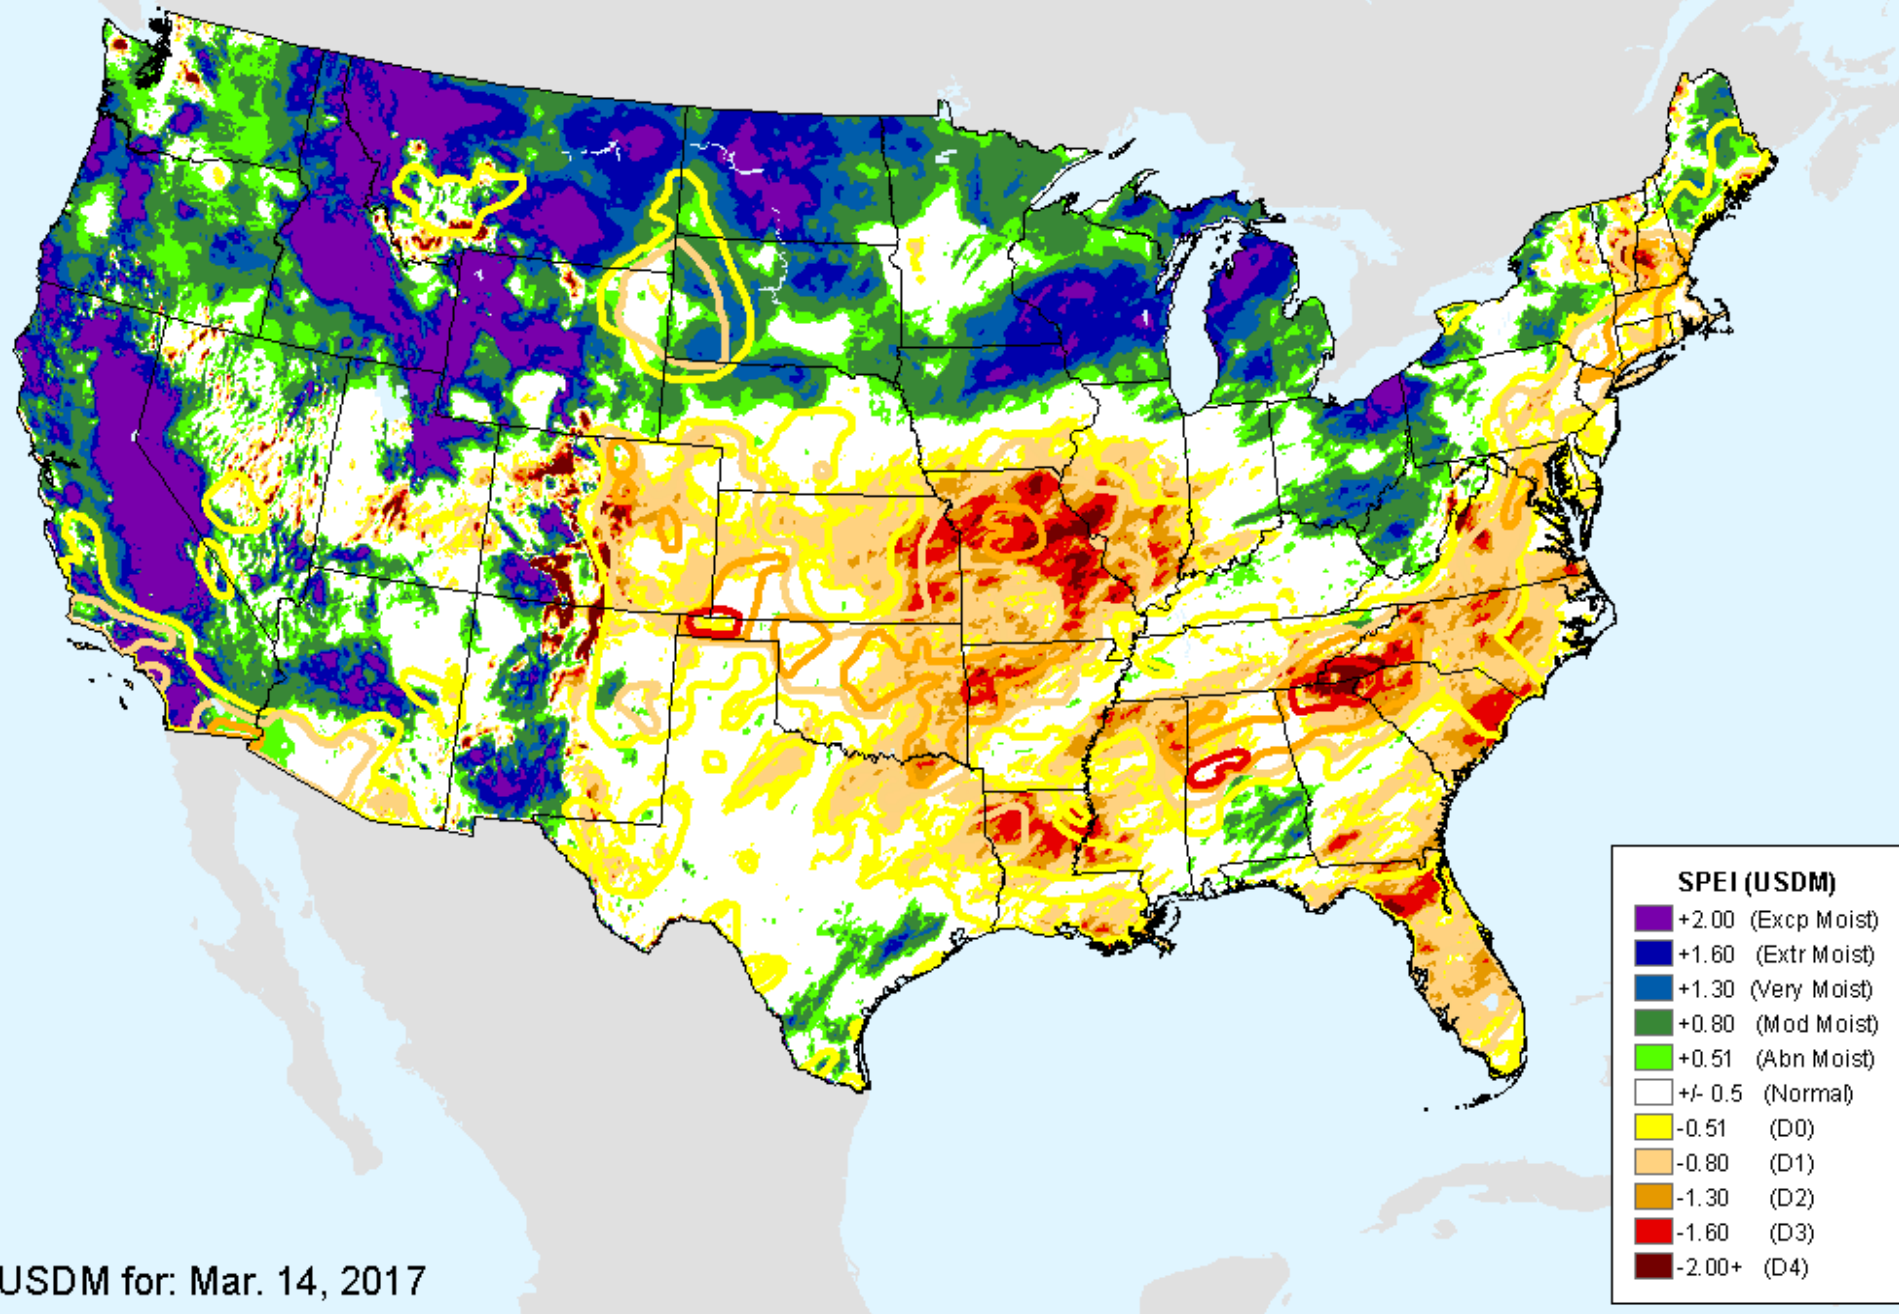 SPEI (USDM)
+2.00 (Excp Moist)
+1.60 (Extr Moist)
+1.30 (Very Moist)
+0.80 (Mod Moist)
+0.51 (Abn Moist)
+/- 0.5 (Normal)
-0.51 (D0)
-0.80 (D1)
-1.30 (D2)
-1.60 (D3)
-2.00+ (D4)
USDM for: Mar. 14, 2017